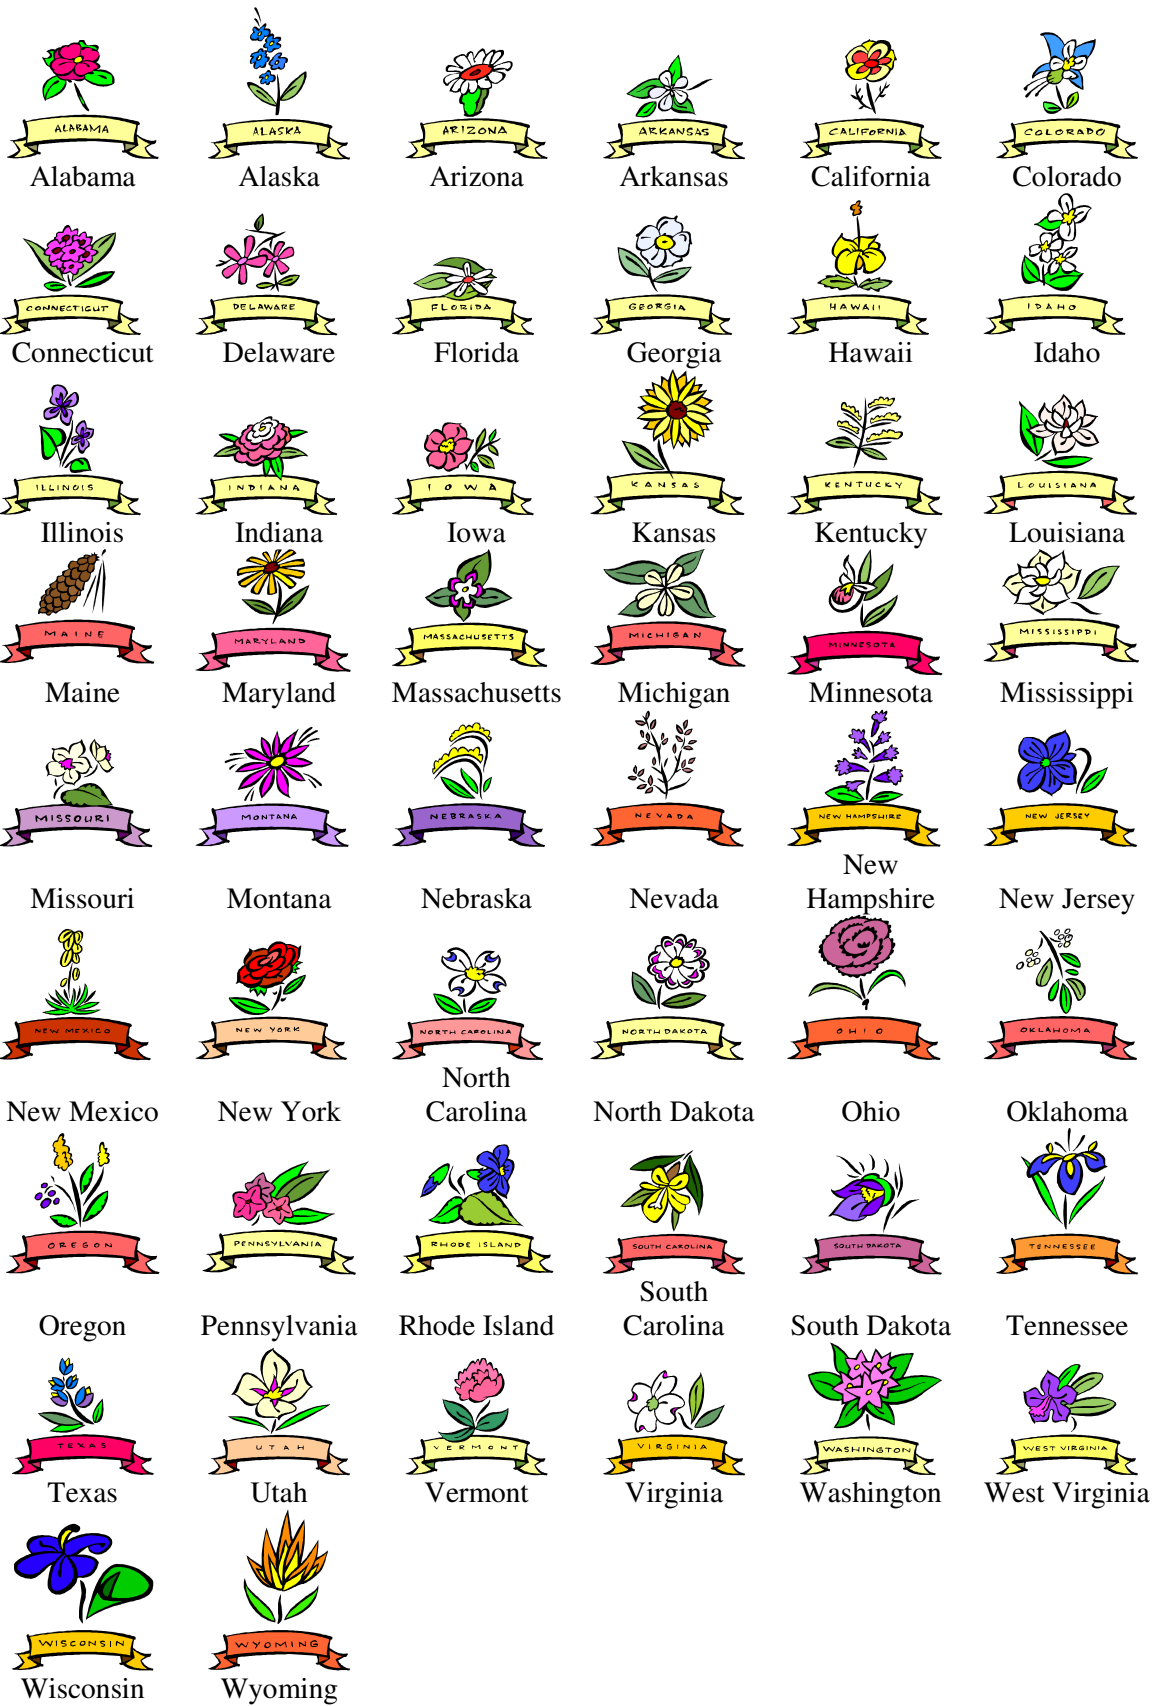 ALABAMA ALASKA ARIZONA ARKANSAS CALIFORNIA COLORADO
Alabama Alaska Arizona Arkansas California Colorado
CONNECTICUT DELAWARE FLORIDA GEORGIA HAWAII IDAHO
Connecticut Delaware Florida Georgia Hawaii Idaho
ILLINOIS INDIANA IOWA KANSAS KENTUCKY LOUISIANA
Illinois Indiana Iowa Kansas Kentucky Louisiana
MAINE MARYLAND MASSACHUSETTS MICHIGAN MINNESOTA MISSISSIPPI
Maine Maryland Massachusetts Michigan Minnesota Mississippi
MISSOURI MONTANA NEBRASKA NEVADA NEW HAMPSHIRE NEW JERSEY
New
Missouri Montana Nebraska Nevada Hampshire New Jersey
NEW MEXICO NEW YORK NORTH CAROLINA NORTH DAKOTA OHIO OKLAHOMA
North
New Mexico New York Carolina North Dakota Ohio Oklahoma
OREGON PENNSYLVANIA RHODE ISLAND SOUTH CAROLINA SOUTH DAKOTA TENNESSEE
South
Oregon Pennsylvania Rhode Island Carolina South Dakota Tennessee
TEXAS UTAH VERMONT VIRGINIA WASHINGTON WEST VIRGINIA
Texas Utah Vermont Virginia Washington West Virginia
WISCONSIN WYOMING
Wisconsin Wyoming